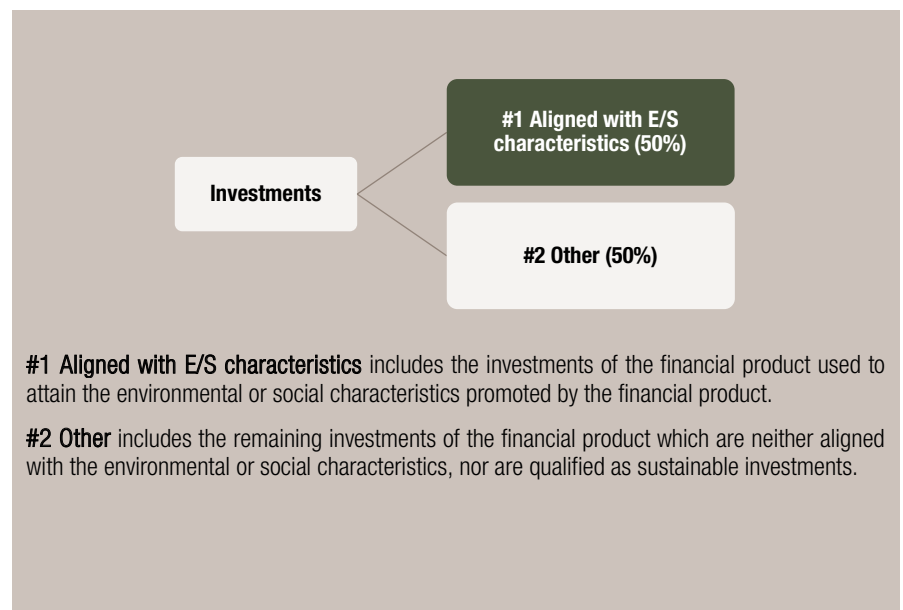 #1 Aligned with E/S
characteristics (50%)
Investments
#2 Other (50%)
#1 Aligned with E/S characteristics includes the investments of the financial product used to
attain the environmental or social characteristics promoted by the financial product.
#2 Other includes the remaining investments of the financial product which are neither aligned
with the environmental or social characteristics, nor are qualified as sustainable investments.